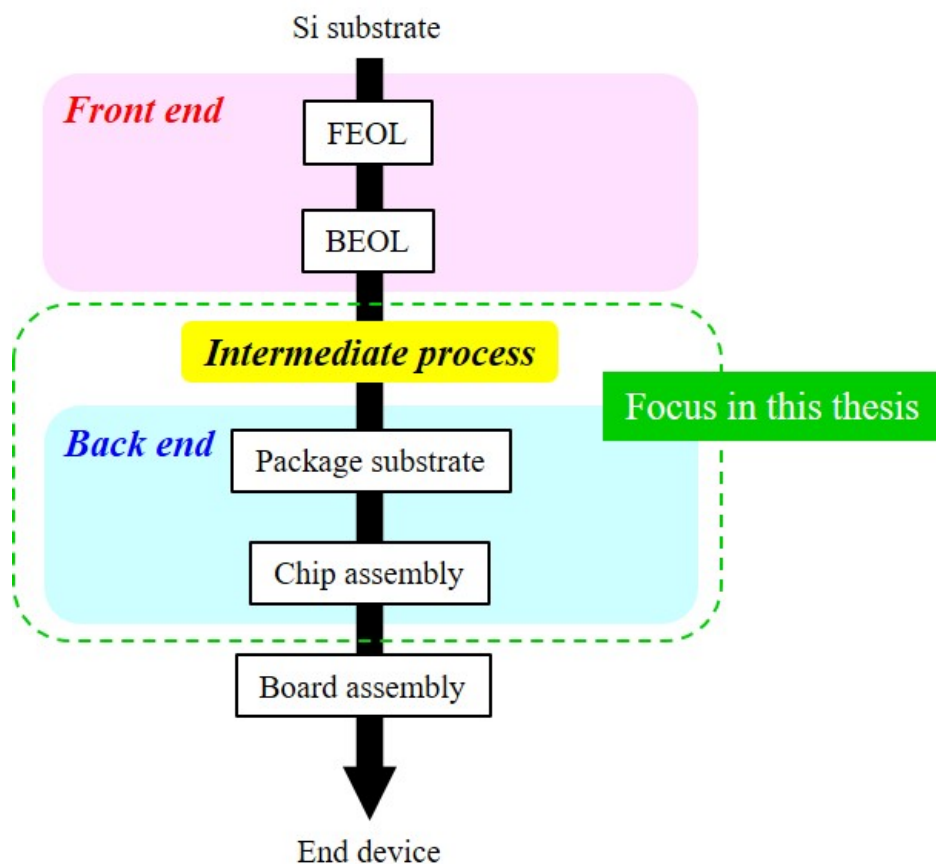 Si substrate
Front end
FEOL
BEOL
Intermediate process
Focus in this thesis
Back end
Package substrate
Chip assembly
Board assembly
End device